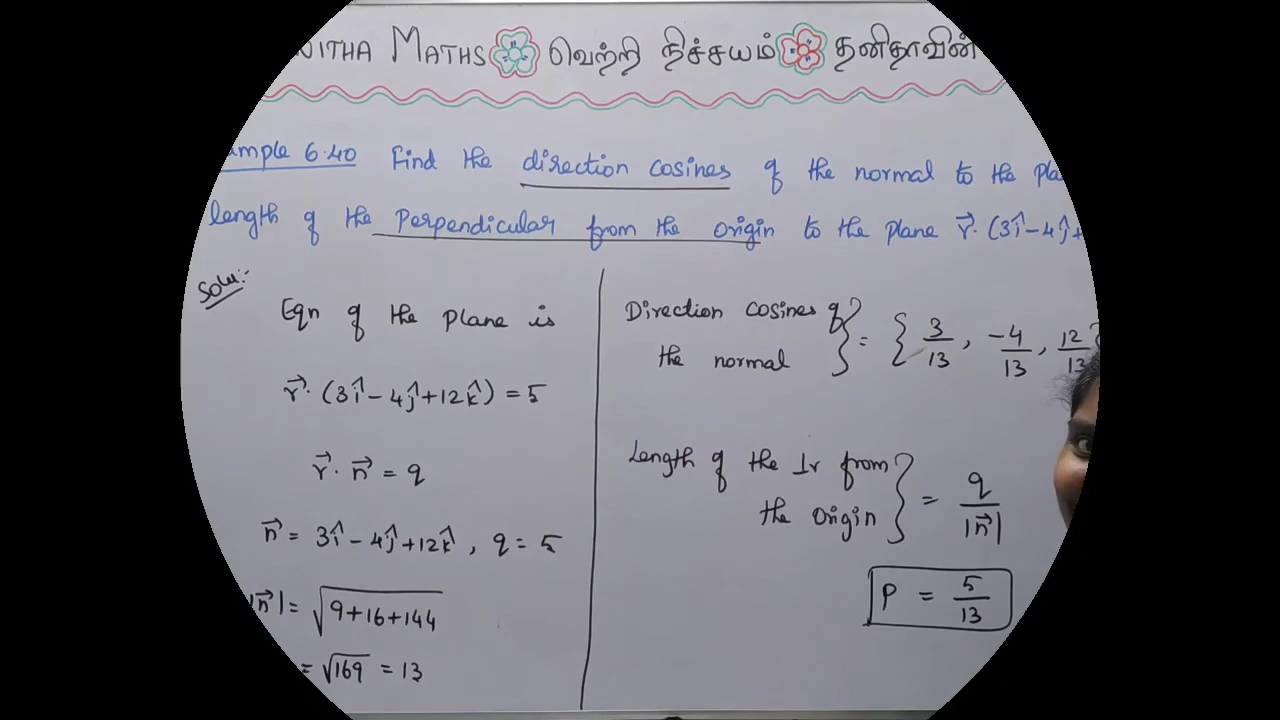 NITHA MATHS வெற்றி நிச்சயம் தனிதாவின்
ample 6.40 Find the direction cosines of the normal to the pla
length of the perpendicular from the origin to the plane r⃗. (3î-4ĵ+
Solu:-
Eqn of the plane is
r⃗. (3î-4ĵ+12k̂) = 5
r⃗. n⃗ = q
n⃗ = 3î-4ĵ+12k̂, q = 5
|n⃗| = √9+16+144
= √169 = 13
Direction cosines of
the normal } = { 3/13, -4/13, 12/13
Length of the ⊥r from
the origin } = q/|n⃗|
P = 5/13